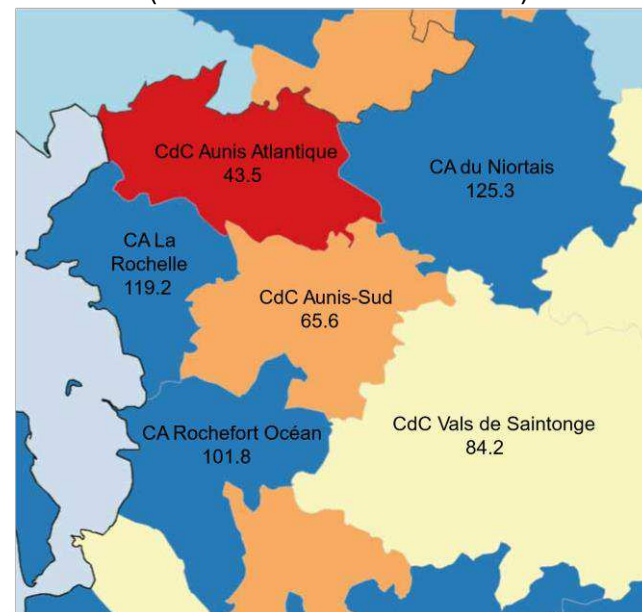 CdC Aunis Atlantique
43.5
CA du Niortais
125.3
CA La
Rochelle
119.2
CdC Aunis-Sud
65.6
CA Rochefort Océan
101.8
CdC Vals de Saintonge
84.2